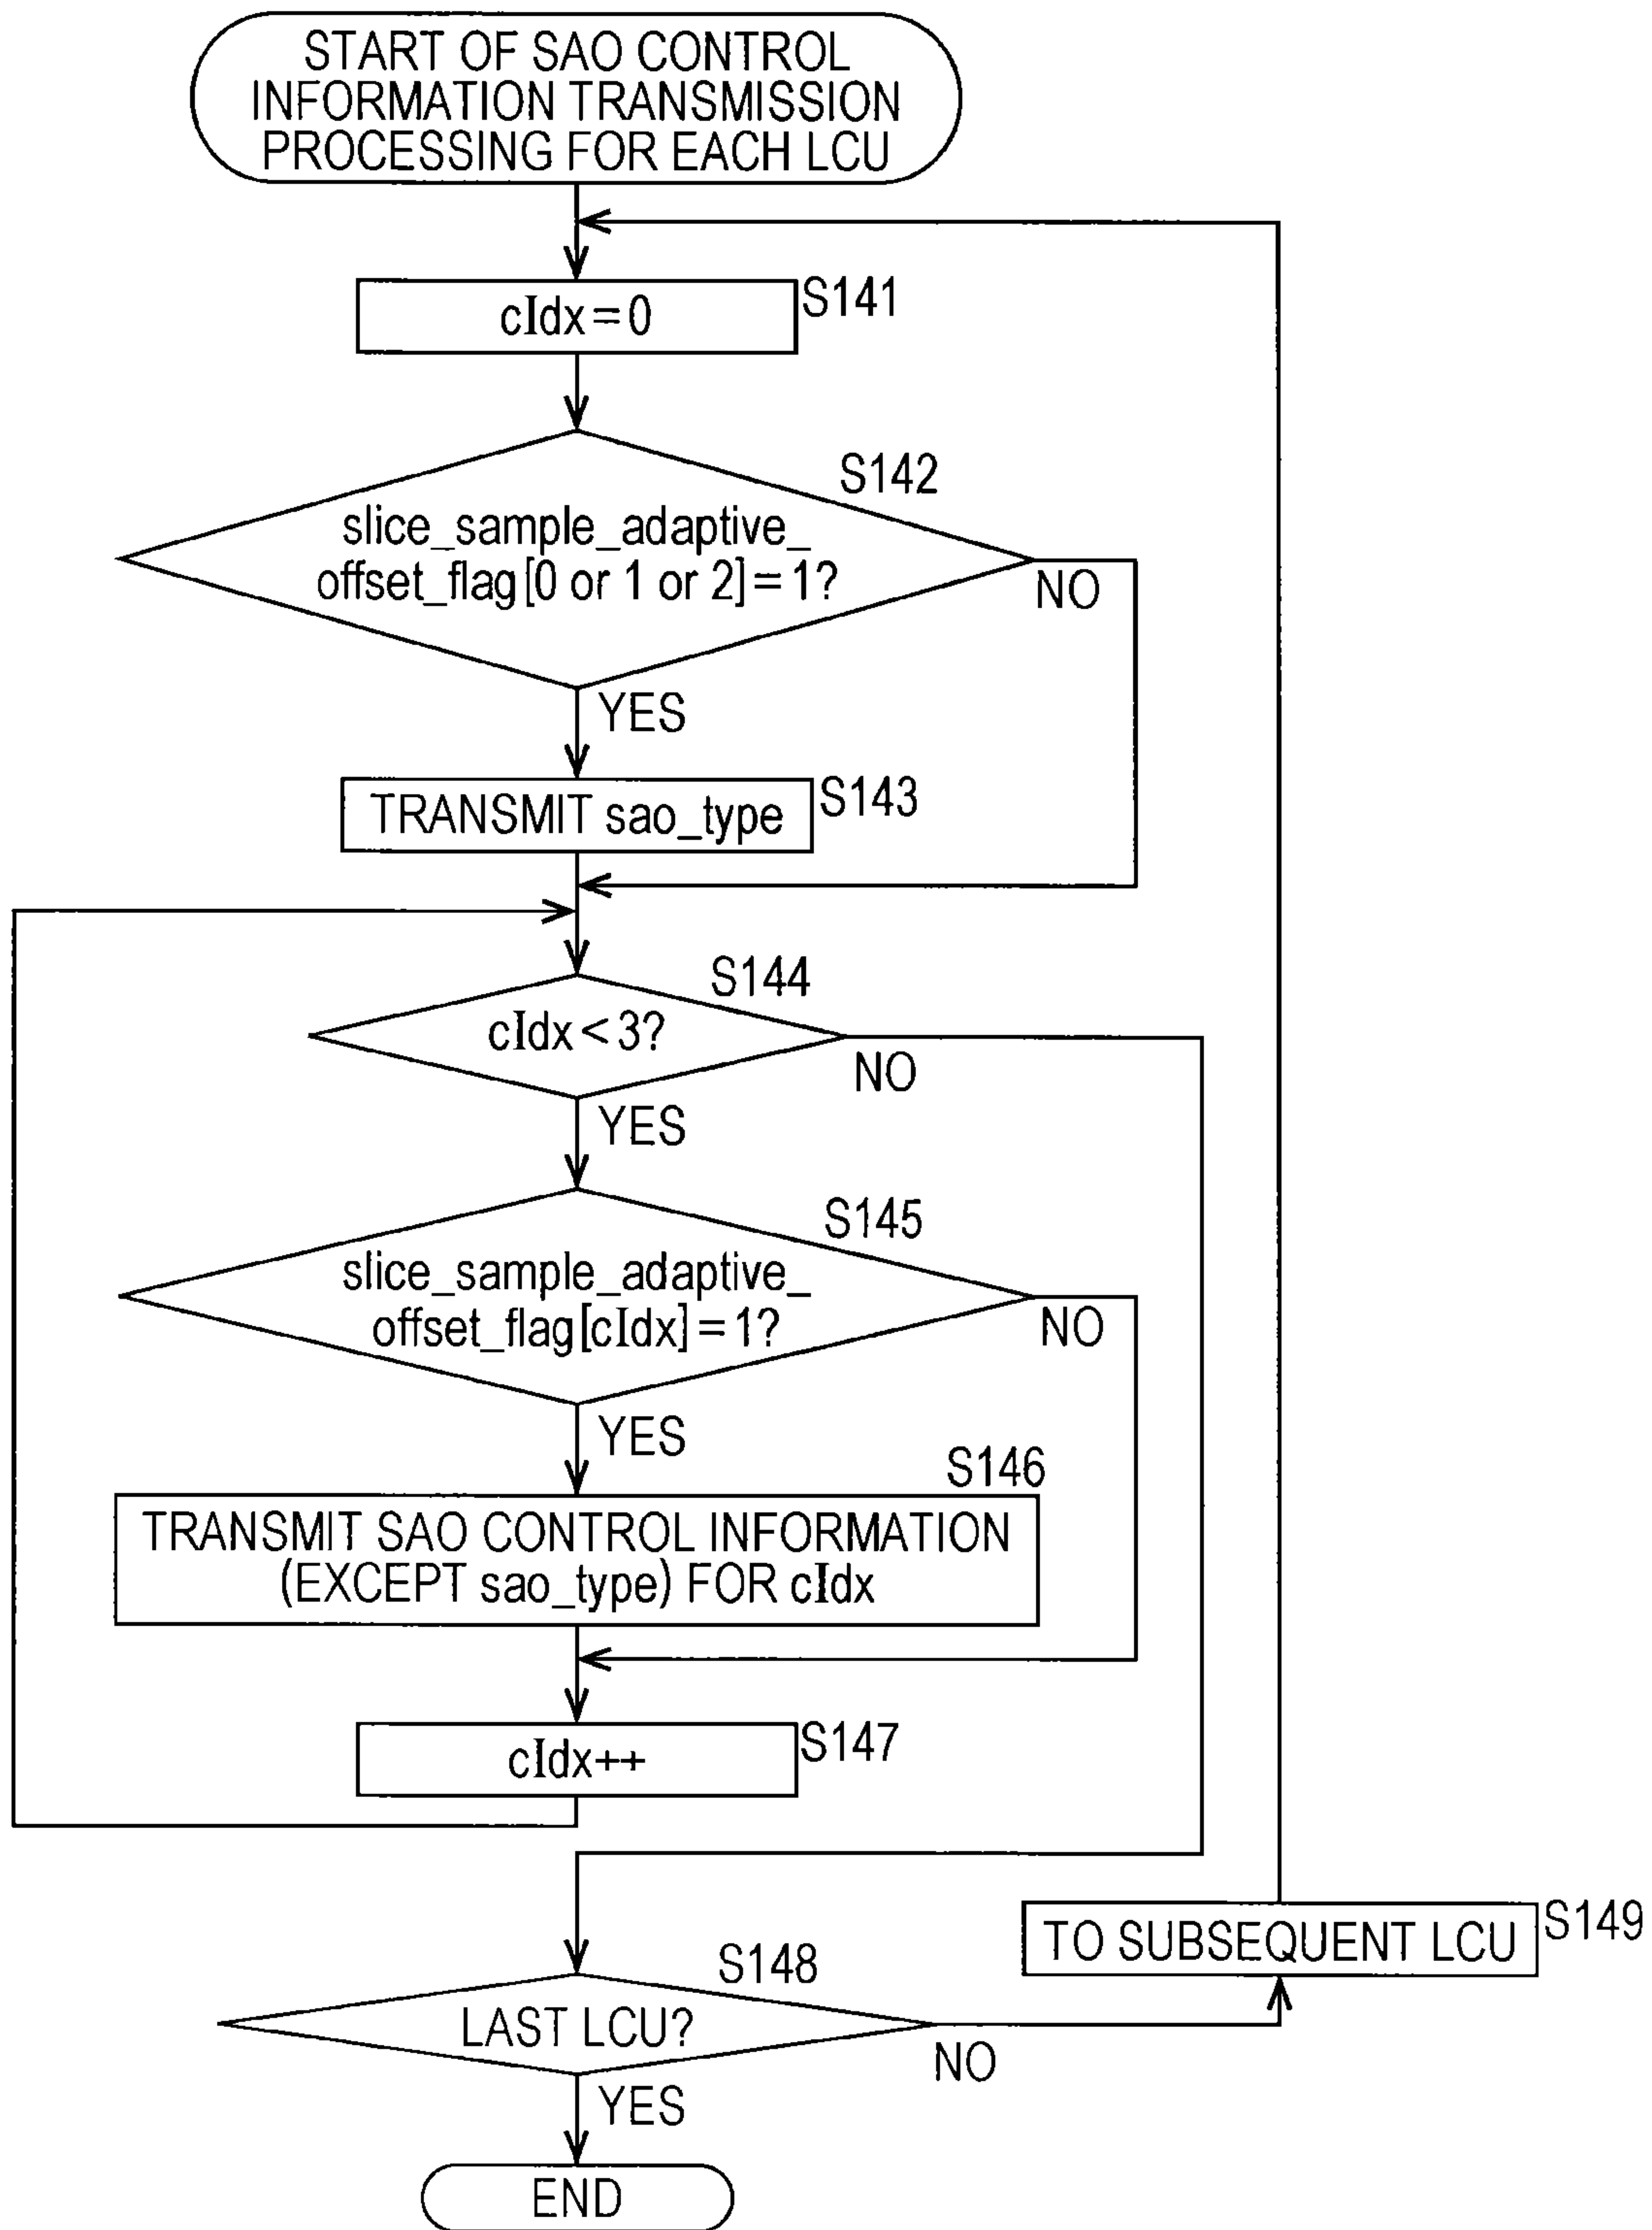 START OF SAO CONTROL
INFORMATION TRANSMISSION
PROCESSING FOR EACH LCU
cIdx=0
S141
S142
slice_sample_adaptive_
offset_flag[0 or 1 or 2]=1?
NO
YES
TRANSMIT sao_type
S143
S144
cIdx<3?
NO
YES
S145
slice_sample_adaptive_
offset_flag[cIdx]=1?
NO
YES
S146
TRANSMIT SAO CONTROL INFORMATION
(EXCEPT sao_type) FOR cIdx
cIdx++
S147
TO SUBSEQUENT LCU
S149
S148
LAST LCU?
NO
YES
END